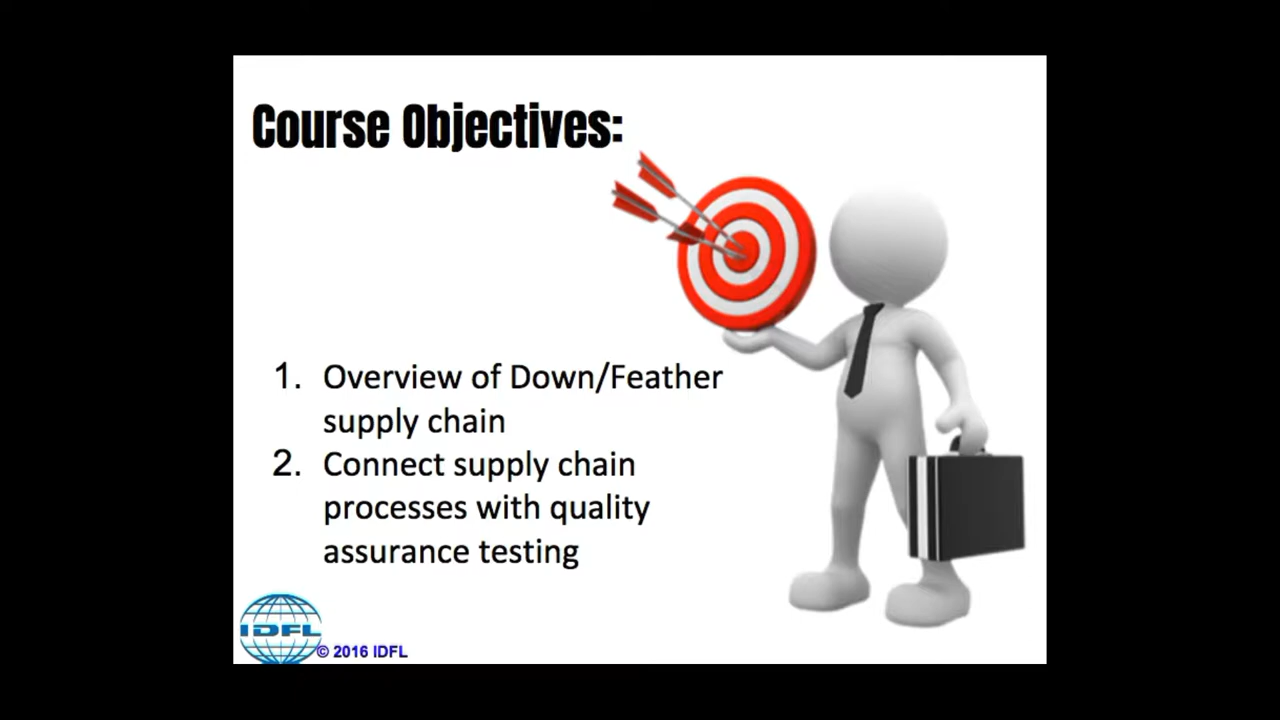 Course Objectives:
1. Overview of Down/Feather
supply chain
2. Connect supply chain
processes with quality
assurance testing
IDFL
© 2016 IDFL